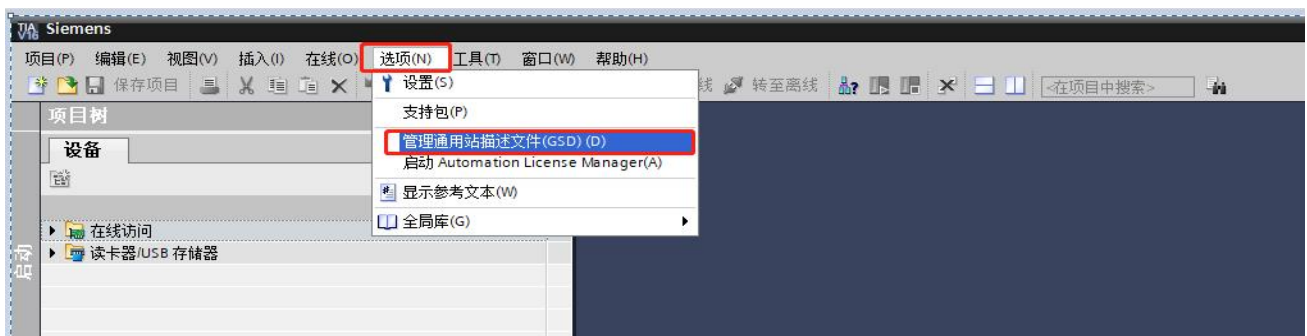 TIA V16 Siemens
项目(P) 编辑(E) 视图(V) 插入(I) 在线(O) 选项(N) 工具(T) 窗口(W) 帮助(H)
保存项目 线 转至离线 <在项目中搜索>
设置(S)
支持包(P)
管理通用站描述文件(GSD) (D)
启动 Automation License Manager(A)
显示参考文本(W)
全局库(G)
项目树
设备
在线访问
读卡器/USB 存储器
启动